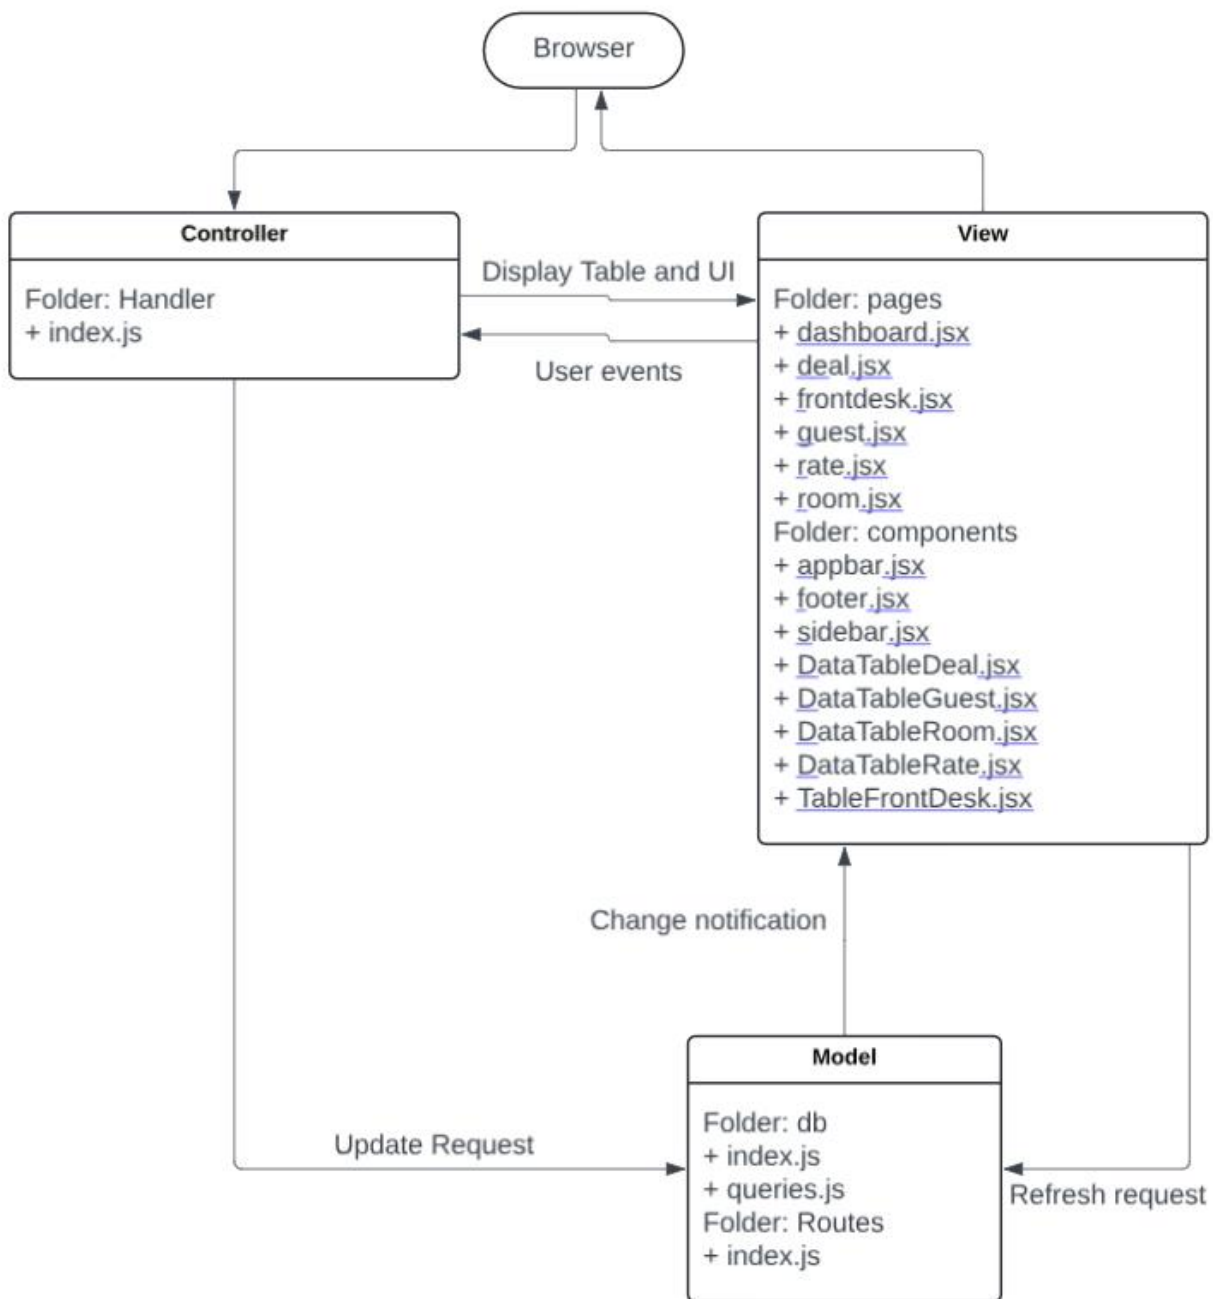 Browser
Controller
Folder: Handler
+ index.js
Display Table and UI
User events
View
Folder: pages
+ dashboard.jsx
+ deal.jsx
+ frontdesk.jsx
+ guest.jsx
+ rate.jsx
+ room.jsx
Folder: components
+ appbar.jsx
+ footer.jsx
+ sidebar.jsx
+ DataTableDeal.jsx
+ DataTableGuest.jsx
+ DataTableRoom.jsx
+ DataTableRate.jsx
+ TableFrontDesk.jsx
Change notification
Model
Folder: db
+ index.js
+ queries.js
Folder: Routes
+ index.js
Update Request
Refresh request